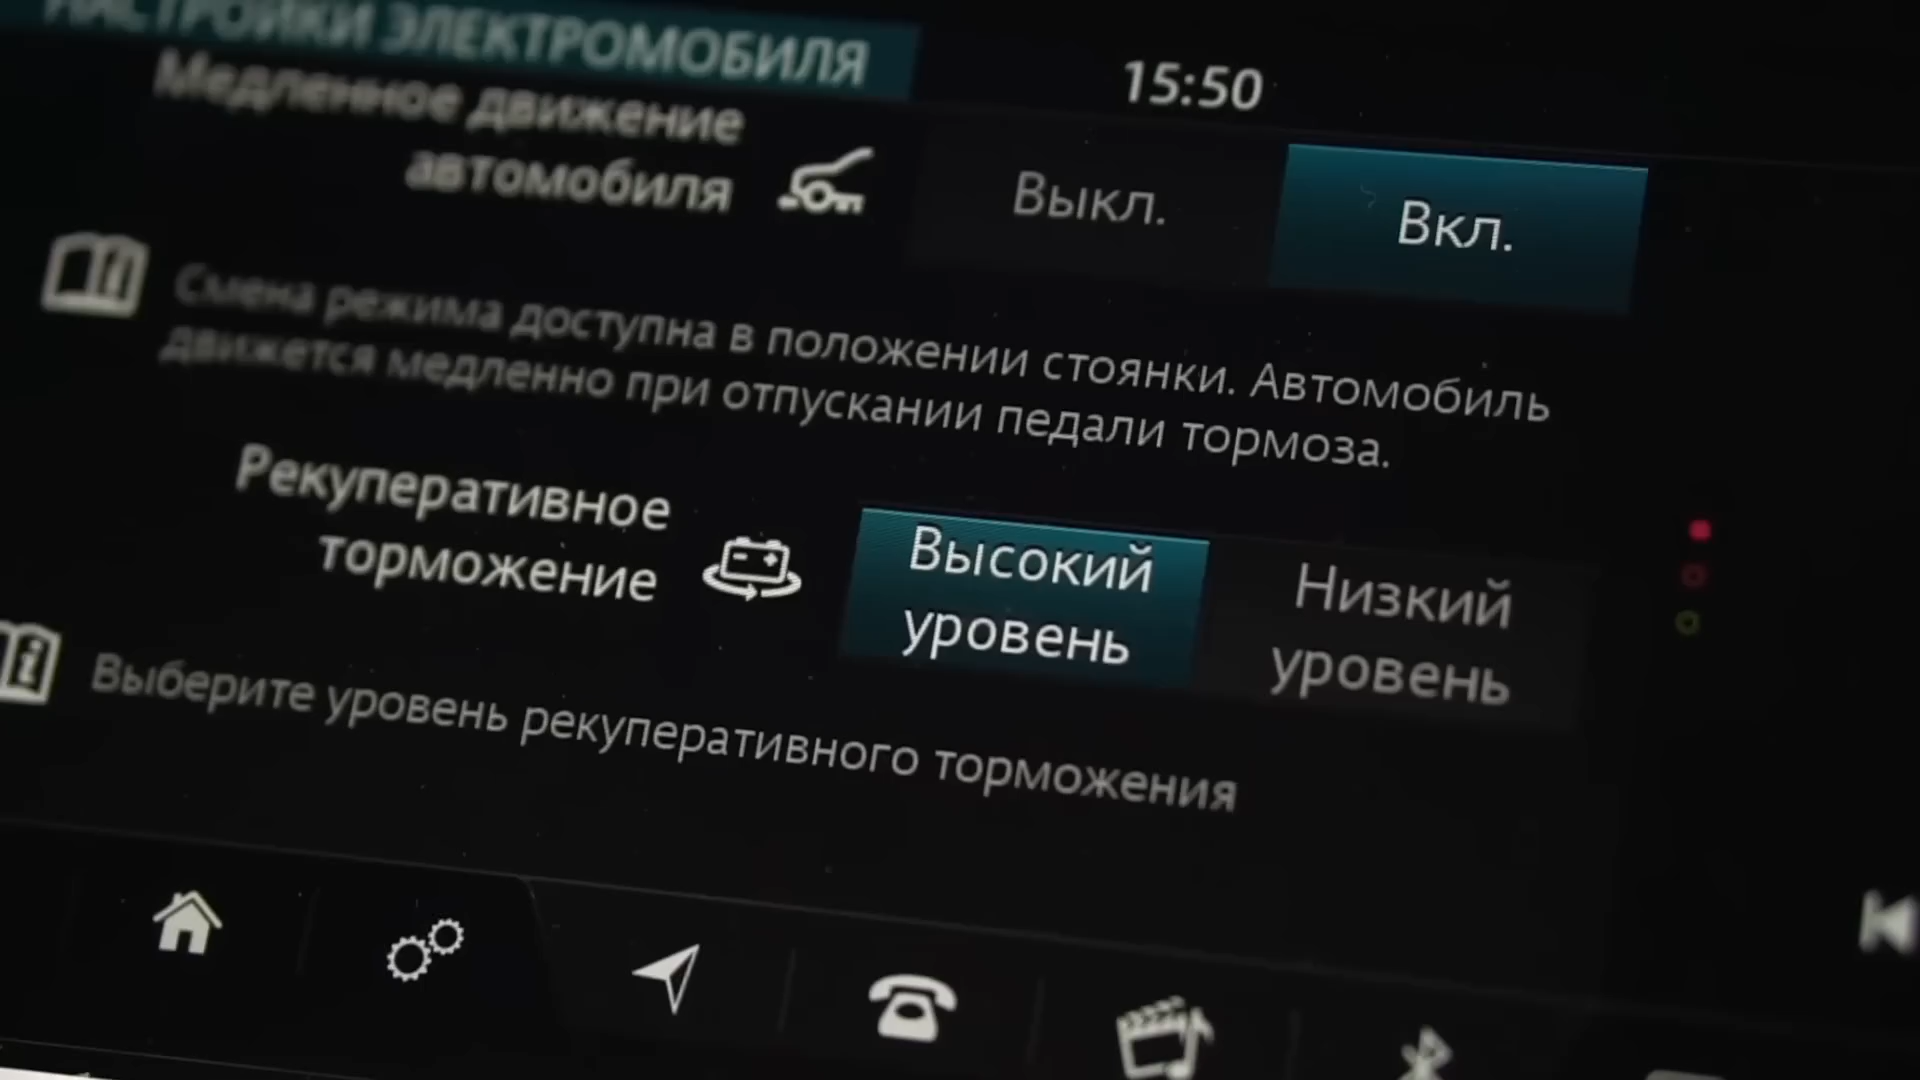 НАСТРОЙКИ ЭЛЕКТРОМОБИЛЯ
15:50
Медленное движение
автомобиля
Выкл.
Вкл.
Смена режима доступна в положении стоянки. Автомобиль
движется медленно при отпускании педали тормоза.
Рекуперативное
торможение
Высокий
уровень
Низкий
уровень
Выберите уровень рекуперативного торможения